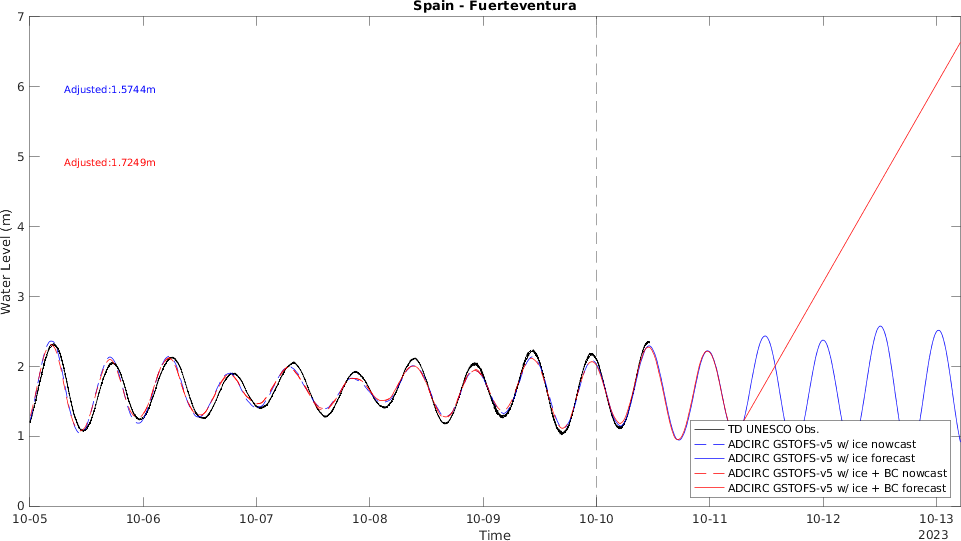 Spain - Fuerteventura
7
6
5
4
3
2
1
0
Water Level (m)
Adjusted:1.5744m
Adjusted:1.7249m
TD UNESCO Obs.
ADCIRC GSTOFS-v5 w/ ice nowcast
ADCIRC GSTOFS-v5 w/ ice forecast
ADCIRC GSTOFS-v5 w/ ice + BC nowcast
ADCIRC GSTOFS-v5 w/ ice + BC forecast
10-05 10-06 10-07 10-08 10-09 10-10 10-11 10-12 10-13
Time
2023